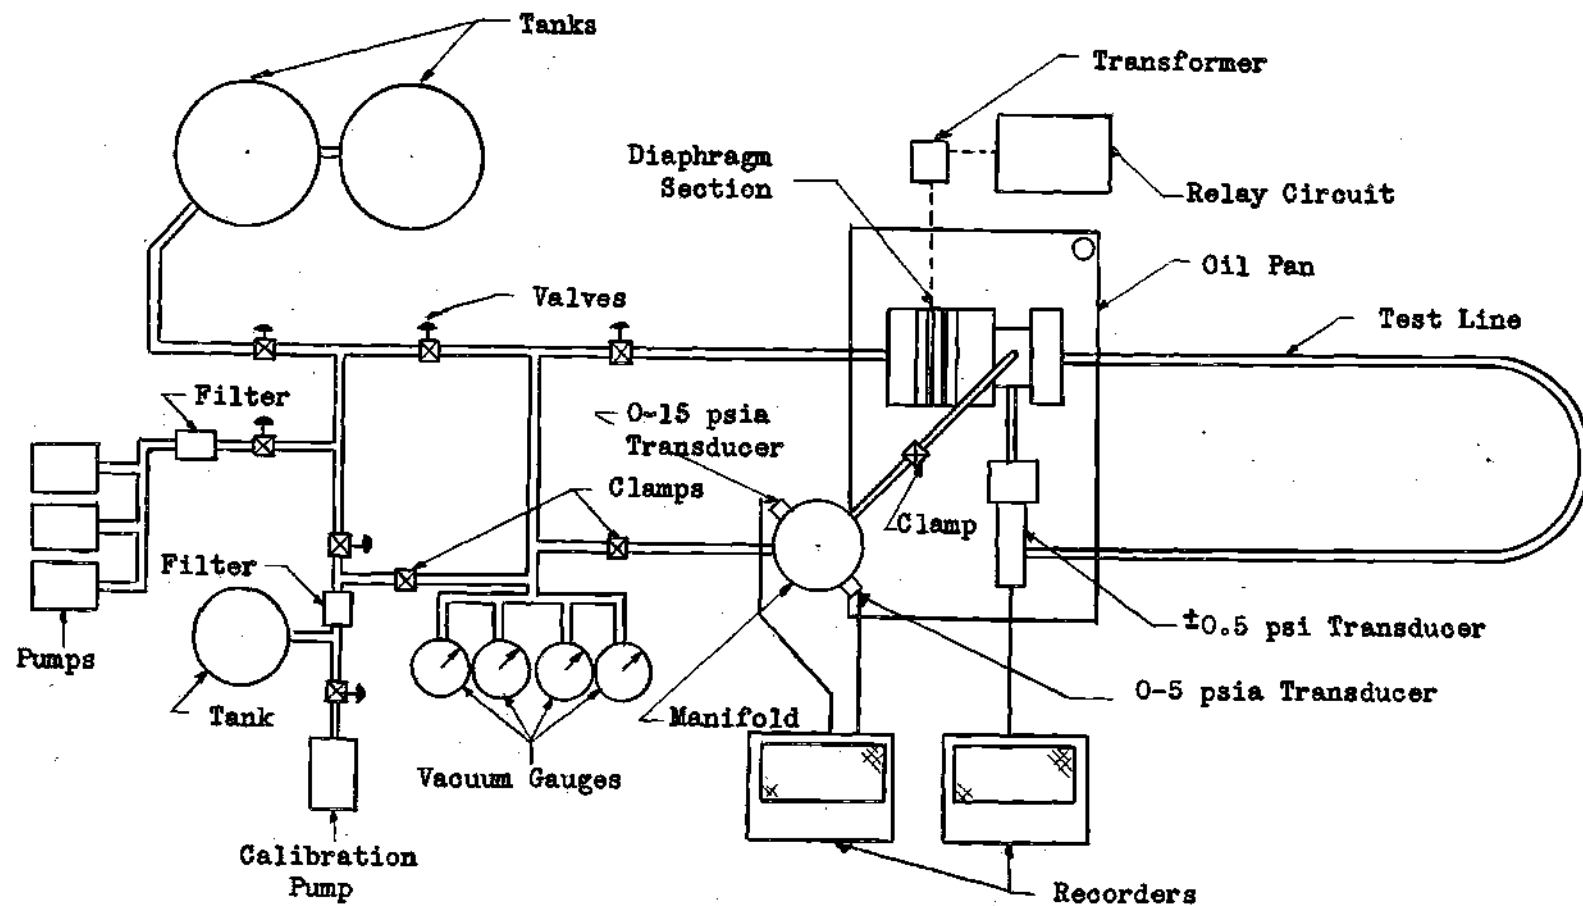 Tanks
Transformer
Diaphragm
Section
Relay Circuit
Oil Pan
Valves
Test Line
Filter
0-15 psia
Transducer
Clamps
Clamp
Filter
±0.5 psi Transducer
Pumps
0-5 psia Transducer
Tank
Manifold
Vacuum Gauges
Calibration
Pump
Recorders